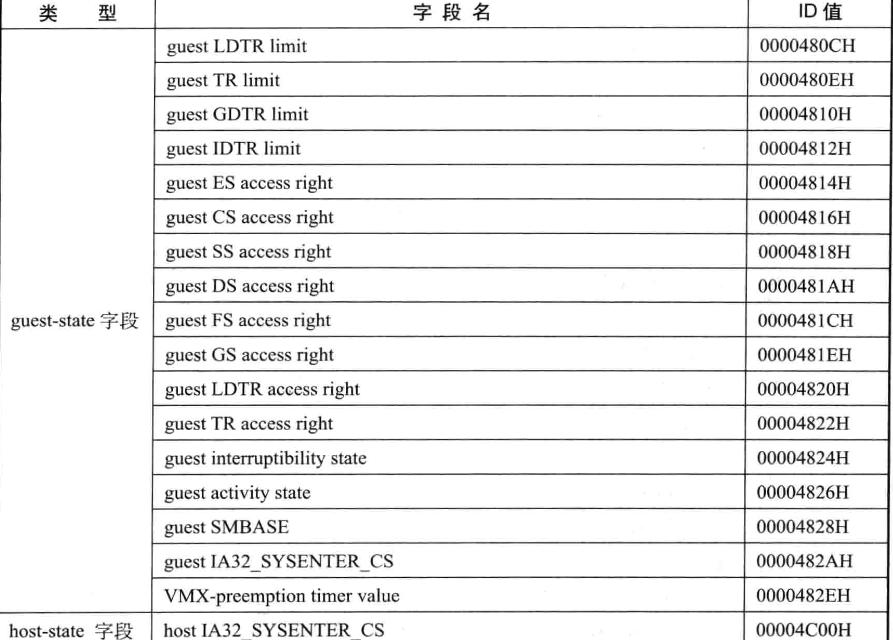 类 型 字 段 名 ID 值
guest LDTR limit 0000480CH
guest TR limit 0000480EH
guest GDTR limit 00004810H
guest IDTR limit 00004812H
guest ES access right 00004814H
guest CS access right 00004816H
guest SS access right 00004818H
guest DS access right 0000481AH
guest-state 字段 guest FS access right 0000481CH
guest GS access right 0000481EH
guest LDTR access right 00004820H
guest TR access right 00004822H
guest interruptibility state 00004824H
guest activity state 00004826H
guest SMBASE 00004828H
guest IA32_SYSENTER_CS 0000482AH
VMX-preemption timer value 0000482EH
host-state 字段 host IA32_SYSENTER_CS 00004C00H